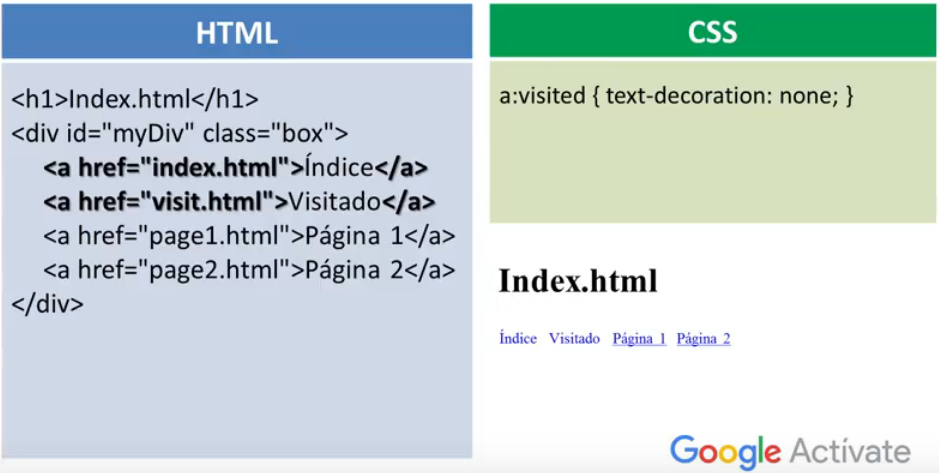 HTML
<h1>Index.html</h1>
<div id="myDiv" class="box">
<a href="index.html">Índice</a>
<a href="visit.html">Visitado</a>
<a href="page1.html">Página 1</a>
<a href="page2.html">Página 2</a>
</div>
CSS
a:visited { text-decoration: none; }
Index.html
Índice Visitado Página 1 Página 2
Google Actívate